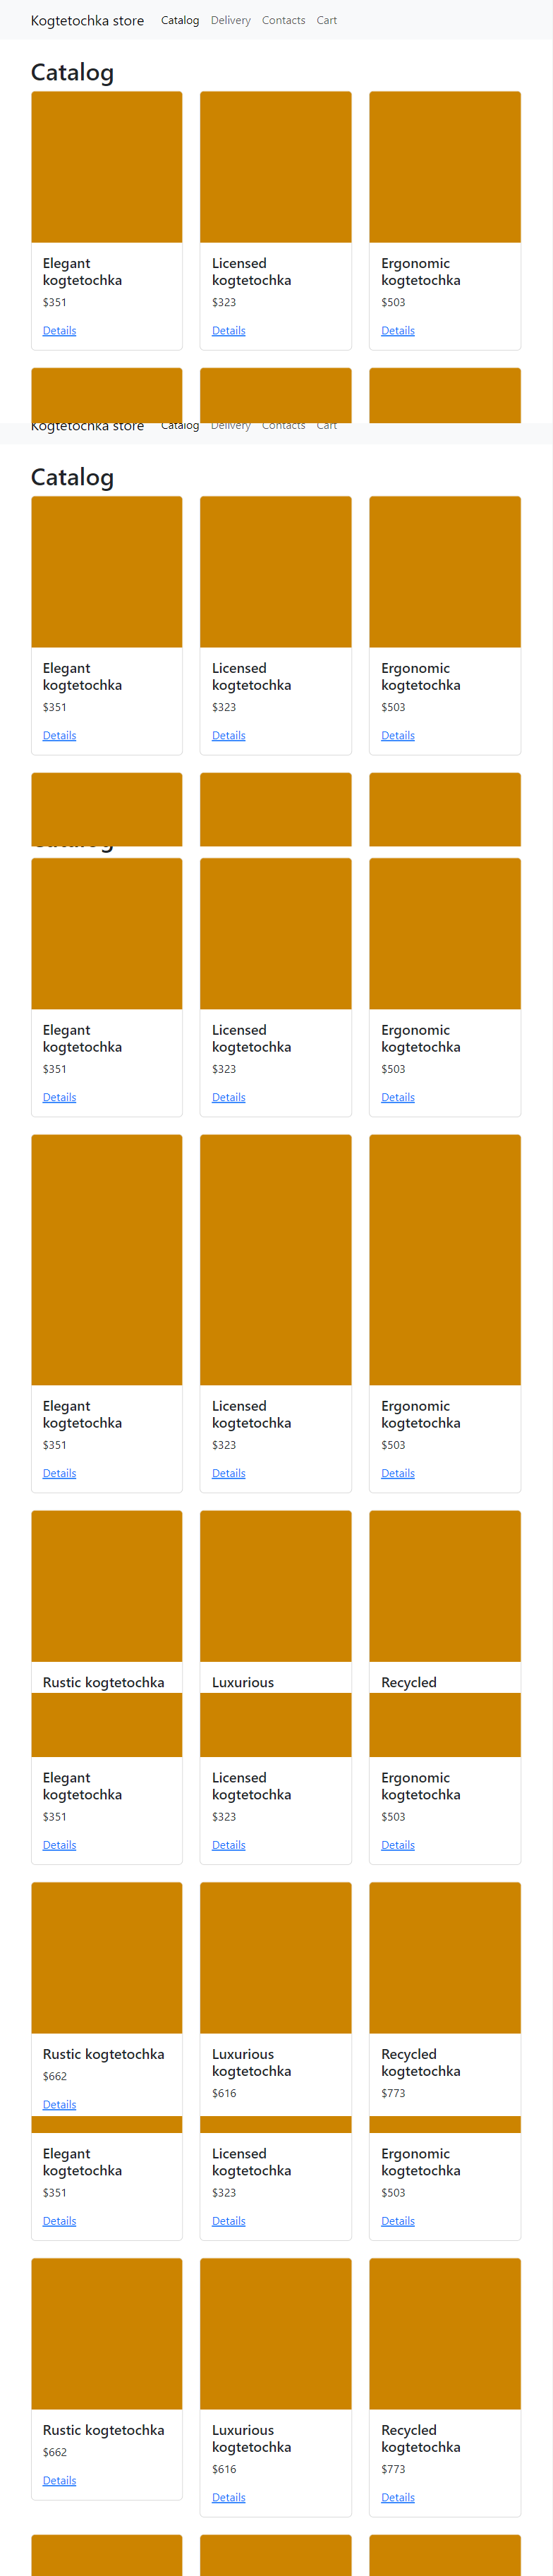 Kogtetochka store Catalog Delivery Contacts Cart
Catalog
Elegant kogtetochka
Licensed kogtetochka
Ergonomic kogtetochka
$351 $323 $503
Details Details Details
Kogtetochka store Catalog Delivery Contacts Cart
Catalog
Elegant Licensed Ergonomic
kogtetochka kogtetochka kogtetochka
$351 $323 $503
Details Details Details
Catalog
Elegant Licensed Ergonomic
kogtetochka kogtetochka kogtetochka
$351 $323 $503
Details Details Details
Elegant Licensed Ergonomic
kogtetochka kogtetochka kogtetochka
$351 $323 $503
Details Details Details
Rustic kogtetochka Luxurious Recycled
Elegant Licensed Ergonomic
kogtetochka kogtetochka kogtetochka
$351 $323 $503
Details Details Details
Rustic kogtetochka Luxurious Recycled
kogtetochka kogtetochka
$662 $616 $773
Details
Elegant Licensed Ergonomic
kogtetochka kogtetochka kogtetochka
$351 $323 $503
Details Details Details
Rustic kogtetochka Luxurious Recycled
kogtetochka kogtetochka
$662 $616 $773
Details Details Details